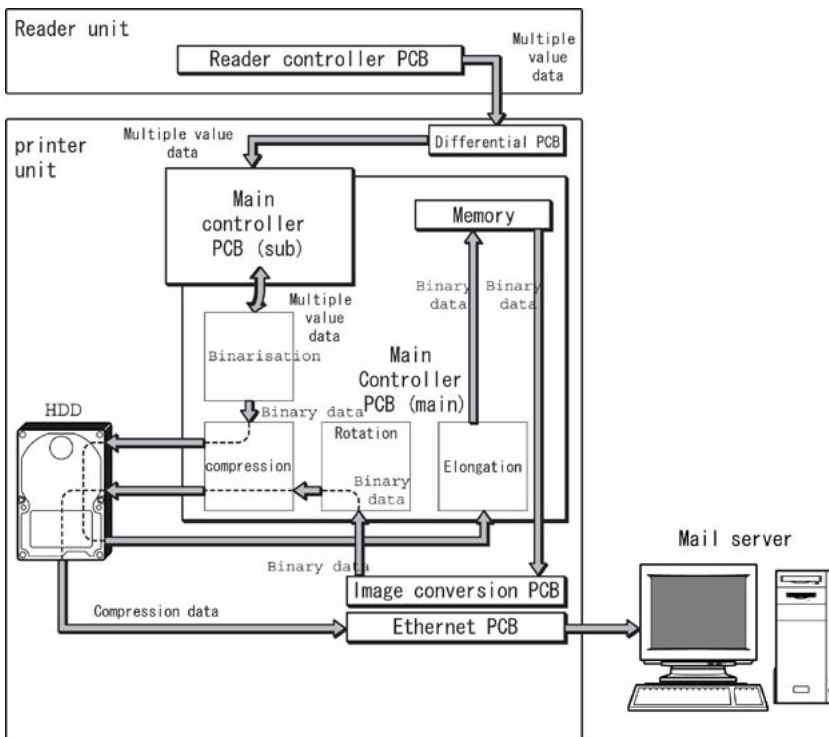 Reader unit
Reader controller PCB
Multiple
value
data
printer
unit
Multiple value
data
Differential PCB
Main
controller
PCB (sub)
Memory
Binary
data
Binary
data
Multiple
value
data
Binarisation
Main
Controller
PCB (main)
HDD
Binary data
compression
Rotation
Binary
data
Elongation
Binary data
Image conversion PCB
Compression data
Ethernet PCB
Mail server